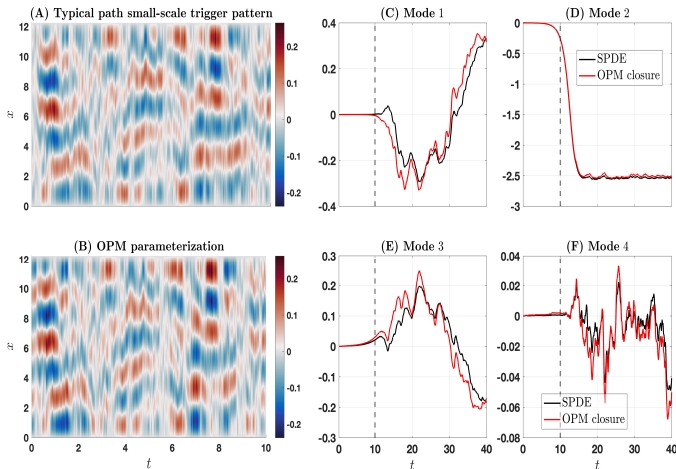 (A) Typical path small-scale trigger pattern
12
10
8
6
4
2
0
x
0 2 4 6 8 10
0.2
0.1
0
-0.1
-0.2
(C) Mode 1
0.4
0.2
0
-0.2
-0.4
0 10 20 30 40
(D) Mode 2
0
-0.5
-1
-1.5
-2
-2.5
-3
0 10 20 30 40
SPDE
OPM closure
(B) OPM parameterization
12
10
8
6
4
2
0
x
0 2 4 6 8 10
t
0.2
0.1
0
-0.1
-0.2
(E) Mode 3
0.3
0.2
0.1
0
-0.1
-0.2
-0.3
0 10 20 30 40
t
(F) Mode 4
0.04
0.02
0
-0.02
-0.04
-0.06
-0.08
0 10 20 30 40
t
SPDE
OPM closure